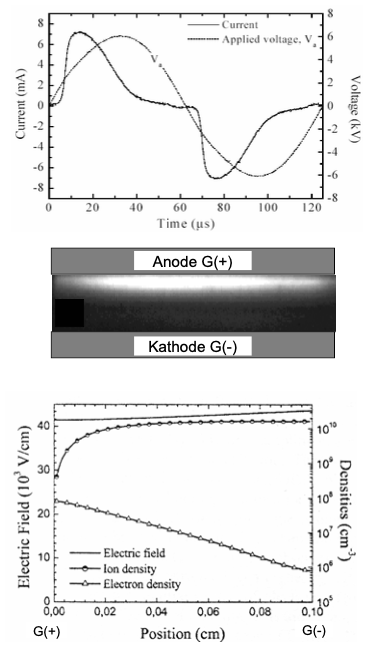 Current
Applied voltage, Vₐ
Vₐ
Current (mA)
Voltage (kV)
8
6
4
2
0
-2
-4
-6
-8
8
6
4
2
0
-2
-4
-6
-8
0 20 40 60 80 100 120
Time (µs)
Anode G(+)
Kathode G(-)
Electric Field (10³ V/cm)
Densities (cm⁻³)
40
30
20
10
0
10¹⁰
10⁹
10⁸
10⁷
10⁶
10⁵
Electric field
Ion density
Electron density
0,00 0,02 0,04 0,06 0,08 0,10
G(+) Position (cm) G(-)